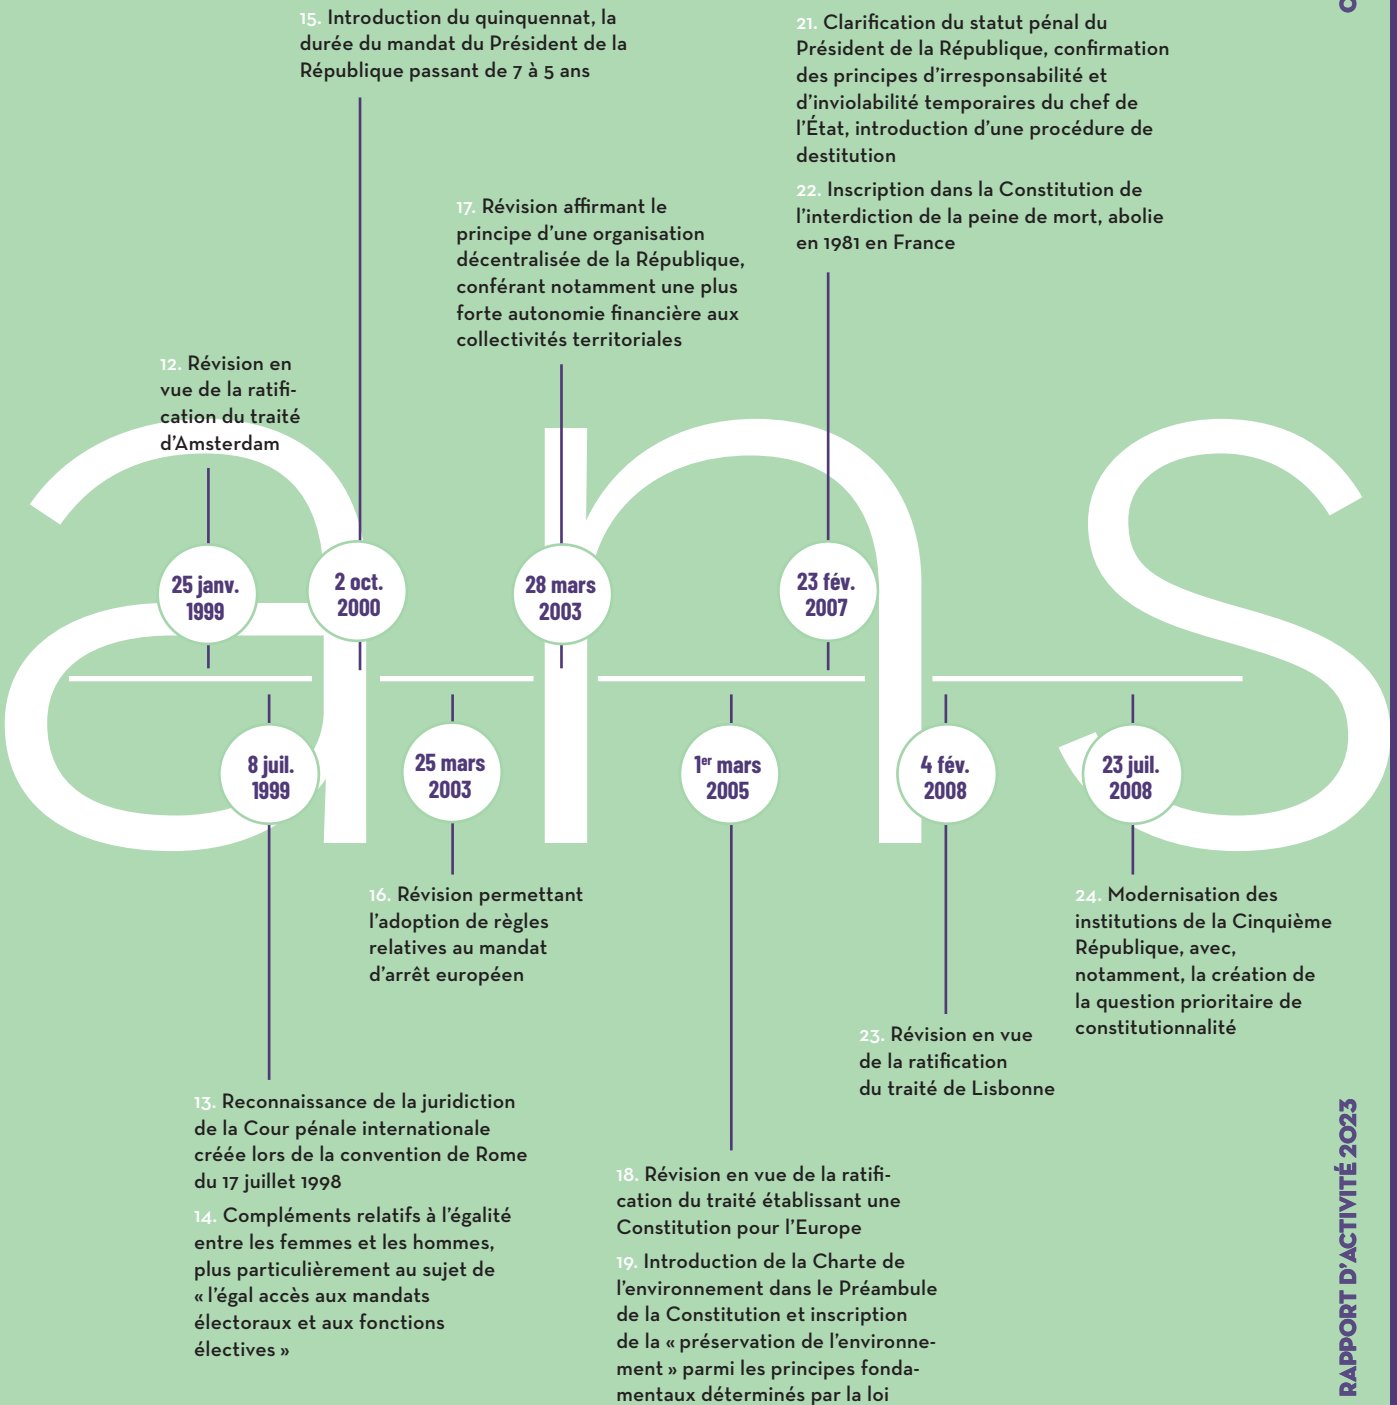 15. Introduction du quinquennat, la
durée du mandat du Président de la
République passant de 7 à 5 ans
21. Clarification du statut pénal du
Président de la République, confirmation
des principes d'irresponsabilité et
d'inviolabilité temporaires du chef de
l'État, introduction d'une procédure de
destitution
22. Inscription dans la Constitution de
l'interdiction de la peine de mort, abolie
en 1981 en France
17. Révision affirmant le
principe d'une organisation
décentralisée de la République,
conférant notamment une plus
forte autonomie financière aux
collectivités territoriales
12. Révision en
vue de la ratifi-
cation du traité
d'Amsterdam
ans
25 janv.
1999
2 oct.
2000
28 mars
2003
23 fév.
2007
8 juil.
1999
25 mars
2003
1er mars
2005
4 fév.
2008
23 juil.
2008
16. Révision permettant
l'adoption de règles
relatives au mandat
d'arrêt européen
24. Modernisation des
institutions de la Cinquième
République, avec,
notamment, la création de
la question prioritaire de
constitutionnalité
23. Révision en vue
de la ratification
du traité de Lisbonne
13. Reconnaissance de la juridiction
de la Cour pénale internationale
créée lors de la convention de Rome
du 17 juillet 1998
14. Compléments relatifs à l'égalité
entre les femmes et les hommes,
plus particulièrement au sujet de
« l'égal accès aux mandats
électoraux et aux fonctions
électives »
18. Révision en vue de la ratifi-
cation du traité établissant une
Constitution pour l'Europe
19. Introduction de la Charte de
l'environnement dans le Préambule
de la Constitution et inscription
de la « préservation de l'environne-
ment » parmi les principes fonda-
mentaux déterminés par la loi
RAPPORT D'ACTIVITÉ 2023